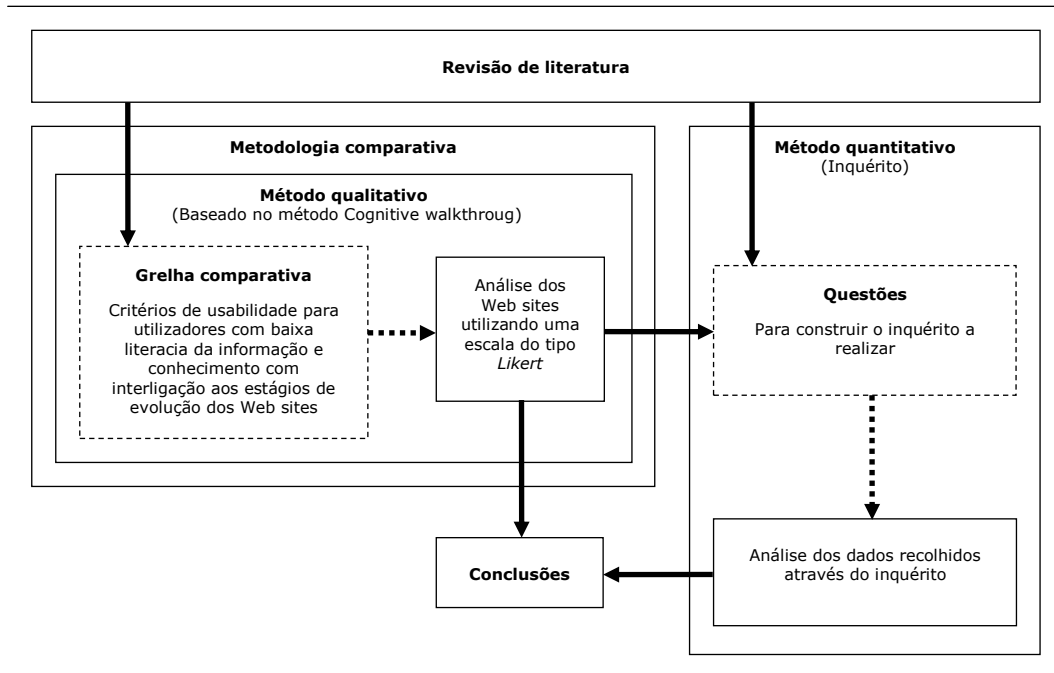 Revisão de literatura
Metodologia comparativa
Método qualitativo
(Baseado no método Cognitive walkthroug)
Grelha comparativa
Critérios de usabilidade para
utilizadores com baixa
literacia da informação e
conhecimento com
interligação aos estágios de
evolução dos Web sites
Análise dos
Web sites
utilizando uma
escala do tipo
Likert
Método quantitativo
(Inquérito)
Questões
Para construir o inquérito a
realizar
Análise dos dados recolhidos
através do inquérito
Conclusões